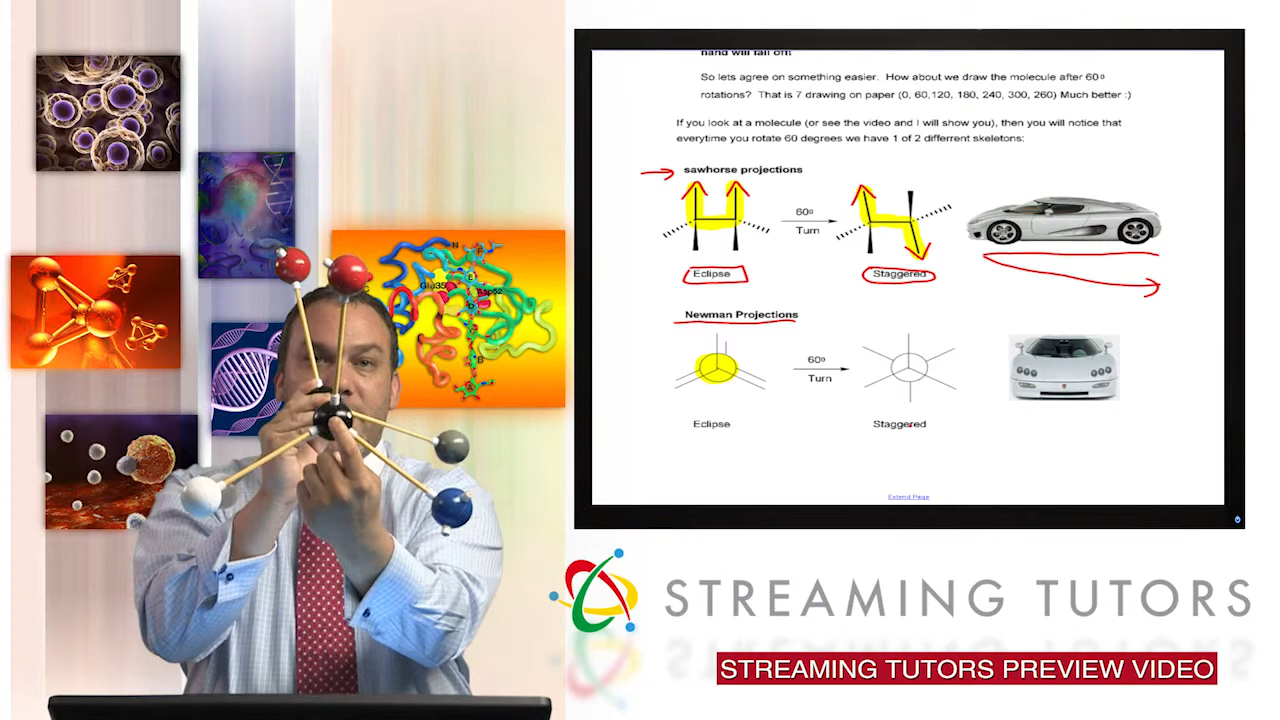 hand will fall off!
So lets agree on something easier. How about we draw the molecule after 60º
rotations? That is 7 drawing on paper (0, 60,120, 180, 240, 300, 260) Much better :)
If you look at a molecule (or see the video and I will show you), then you will notice that
everytime you rotate 60 degrees we have 1 of 2 different skeletons:
sawhorse projections
60º
Turn
Eclipse
Staggered
Newman Projections
60º
Turn
Eclipse
Staggered
Extend Page
N
F
E
Glu35
Asp52
C
D
G
B
STREAMING TUTORS
STREAMING TUTORS PREVIEW VIDEO